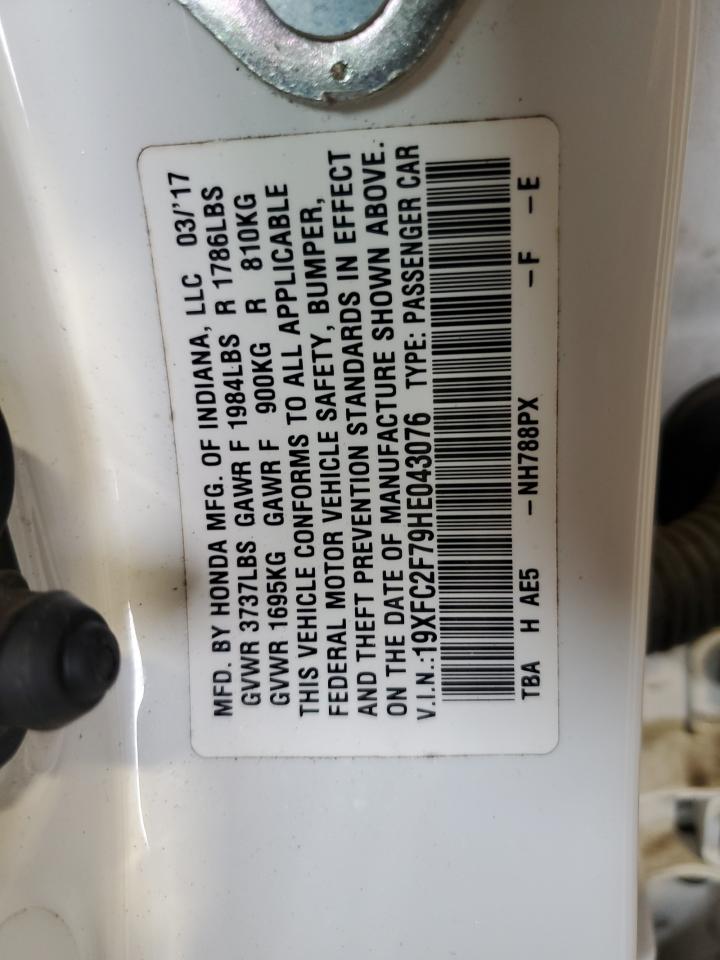 MFD. BY HONDA MFG. OF INDIANA, LLC 03/'17
GVWR 3737LBS GAWR F 1984LBS R 1786LBS
GVWR 1695KG GAWR F 900KG R 810KG
THIS VEHICLE CONFORMS TO ALL APPLICABLE
FEDERAL MOTOR VEHICLE SAFETY, BUMPER,
AND THEFT PREVENTION STANDARDS IN EFFECT
ON THE DATE OF MANUFACTURE SHOWN ABOVE.
V.I.N.:19XFC2F79HE043076 TYPE: PASSENGER CAR
TBA H AE5 -NH788PX -F -E